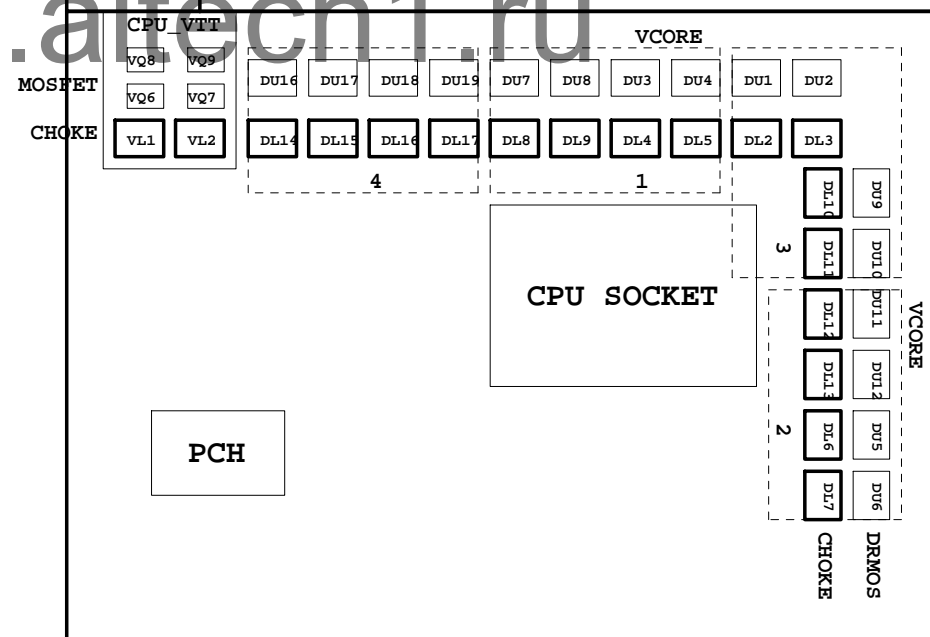 .altech1.ru
CPU_VTT
VCORE
VQ8 VQ9
MOSFET
DU16 DU17 DU18 DU19 DU7 DU8 DU3 DU4 DU1 DU2
VQ6 VQ7
CHOKE
VL1 VL2 DL14 DL15 DL16 DL17 DL8 DL9 DL4 DL5 DL2 DL3
4 1
DL10 DU9
3
DL11 DU10
CPU SOCKET
DL12 DU11
VCORE
DL13 DU12
2
DL6 DU5
PCH
DL7 DU6
CHOKE DRMOS